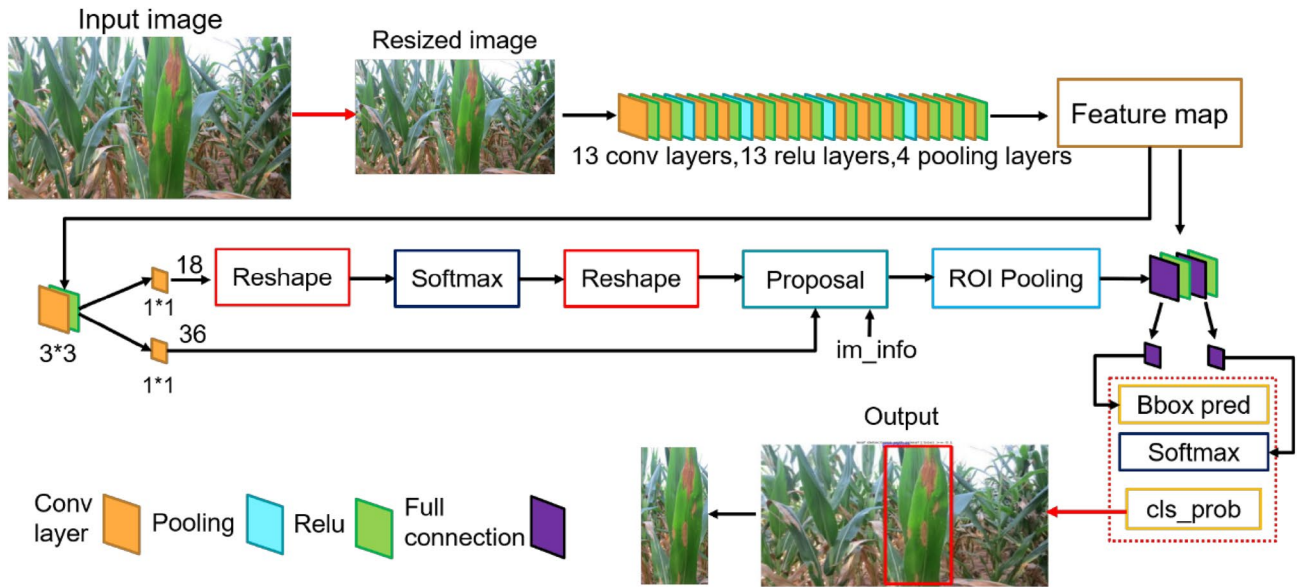 Input image
Resized image
13 conv layers,13 relu layers,4 pooling layers
Feature map
18
Reshape
Softmax
Reshape
Proposal
ROI Pooling
1*1
3*3
36
1*1
im_info
Bbox pred
Softmax
cls_prob
Output
Conv
layer
Pooling
Relu
Full
connection